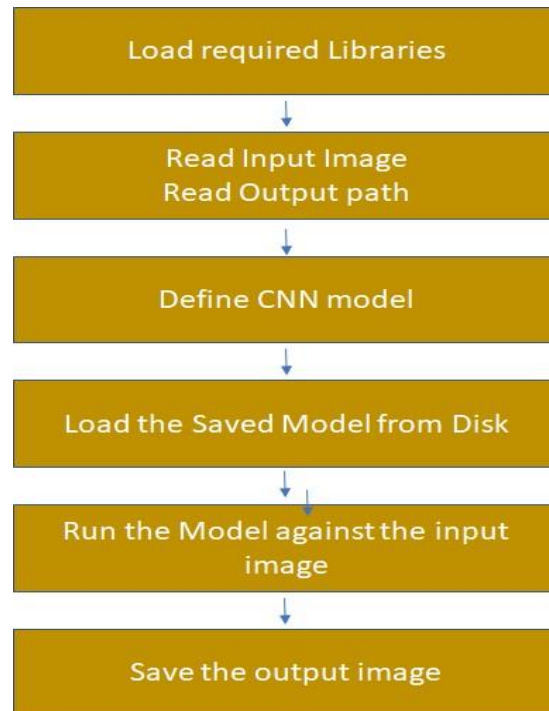 Load required Libraries
Read Input Image
Read Output path
Define CNN model
Load the Saved Model from Disk
Run the Model against the input
image
Save the output image